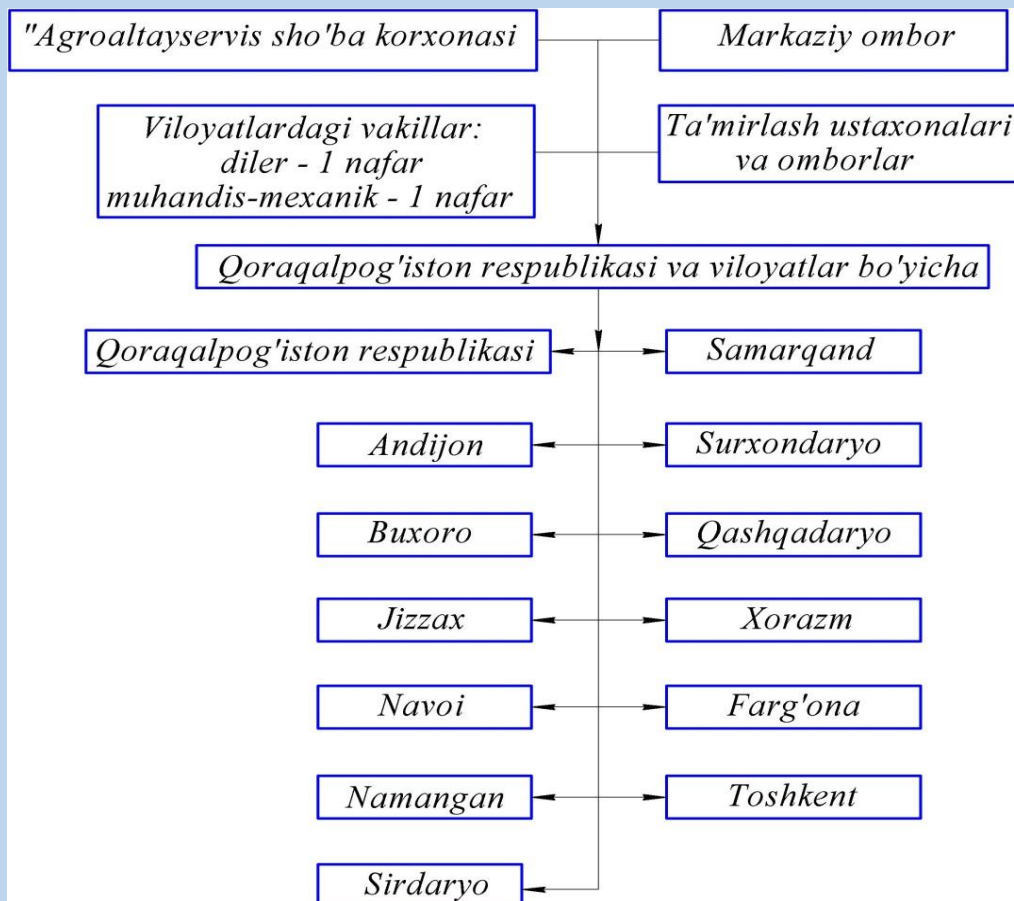 "Agroaltayservis sho'ba korxonasi
Markaziy ombor
Viloyatlardagi vakillar:
diler - 1 nafar
muhandis-mexanik - 1 nafar
Ta'mirlash ustaxonalari
va omborlar
Qoraqalpog'iston respublikasi va viloyatlar bo'yicha
Qoraqalpog'iston respublikasi
Samarqand
Andijon
Surxondaryo
Buxoro
Qashqadaryo
Jizzax
Xorazm
Navoi
Farg'ona
Namangan
Toshkent
Sirdaryo